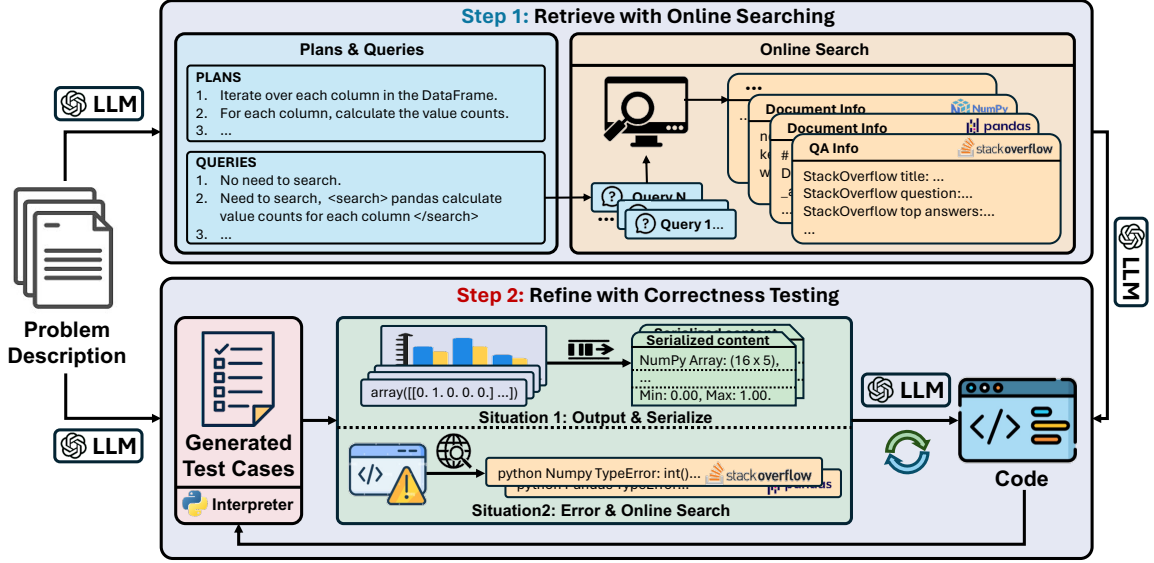 Step 1: Retrieve with Online Searching
Plans & Queries
PLANS
1. Iterate over each column in the DataFrame.
2. For each column, calculate the value counts.
3. ...
QUERIES
1. No need to search.
2. Need to search, <search> pandas calculate
value counts for each column </search>
3. ...
Online Search
Query N
...
Query 1...
...
Document Info
NumPy
Document Info
pandas
#
D
_a
...
QA Info
stackoverflow
StackOverflow title: ...
StackOverflow question:...
StackOverflow top answers:...
...
LLM
LLM
Problem
Description
LLM
Step 2: Refine with Correctness Testing
Generated
Test Cases
Interpreter
array([[0. 1. 0. 0. 0.] ...])
Serialized content
Serialized content
NumPy Array: (16 x 5),
...
Min: 0.00, Max: 1.00.
Situation 1: Output & Serialize
python Numpy TypeError: int()...
stackoverflow
python Pandas TypeError...
pandas
Situation2: Error & Online Search
LLM
Code